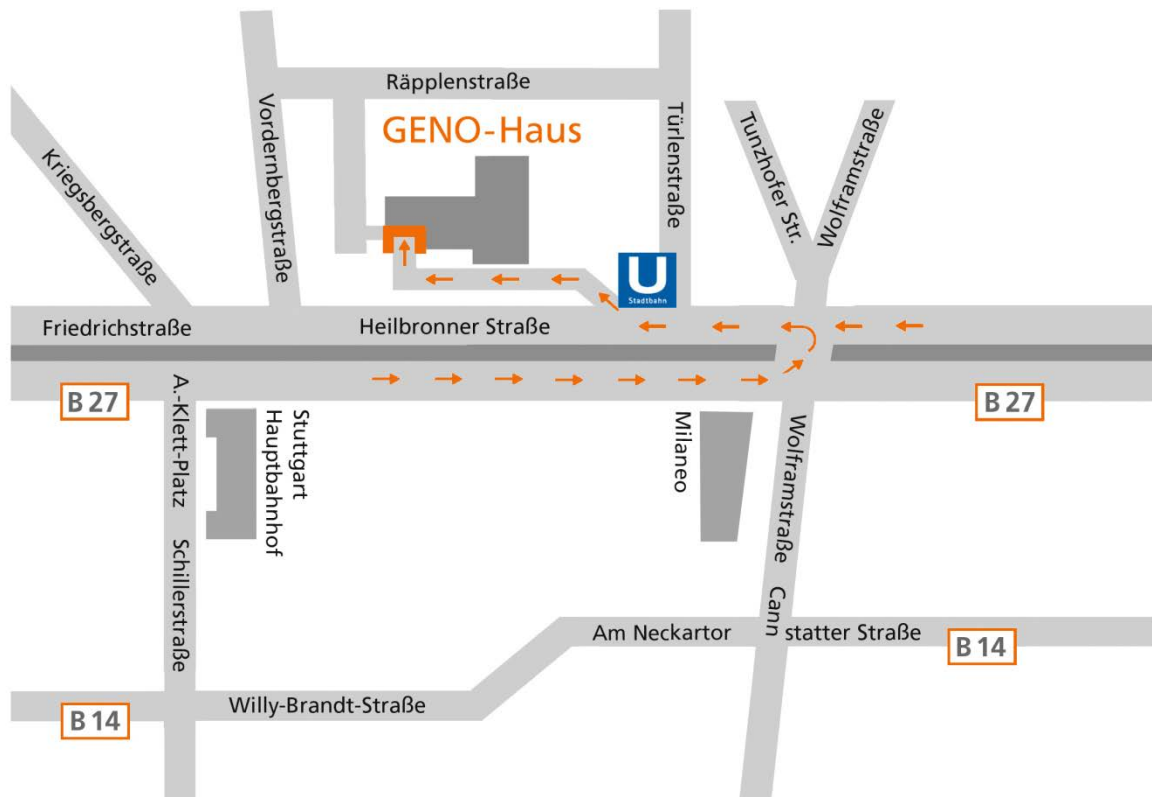 Räpplenstraße
GENO-Haus
Kriegsbergstraße
Vordernbergstraße
Türlenstraße
Tunzhofer Str.
Wolframstraße
U
Stadtbahn
Friedrichstraße
Heilbronner Straße
B 27
A.-Klett-Platz
Stuttgart
Hauptbahnhof
Milaneo
Wolframstraße
B 27
Schillerstraße
Am Neckartor
Cann
statter Straße
B 14
Willy-Brandt-Straße
B 14